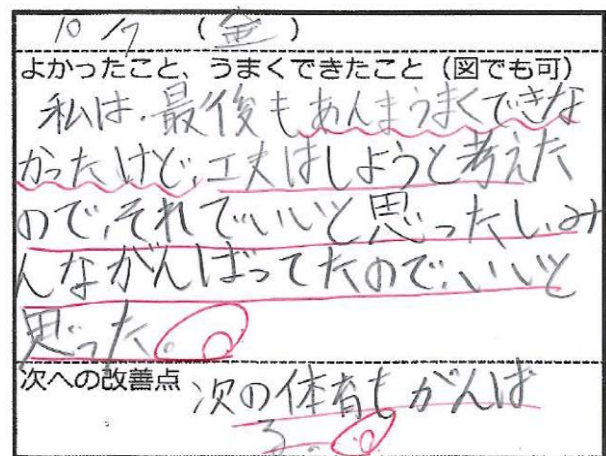 10/7 （金）
よかったこと、うまくできたこと（図でも可）
私は、最後もあんまうまくできな
かったけど、工夫はしようと考えた
ので、それでいいと思ったし、み
んながんばってたので、いいと
思った。
次への改善点 次の体育もがんば
る。